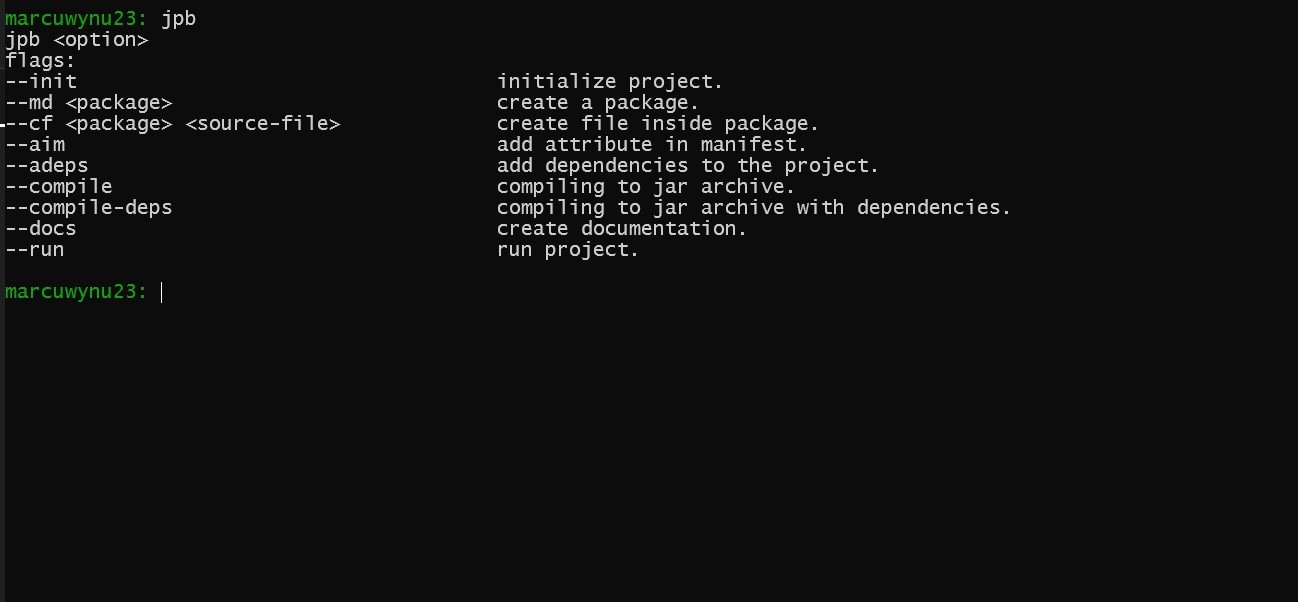 marcuwynu23: jpb
jpb <option>
flags:
--init initialize project.
--md <package> create a package.
--cf <package> <source-file> create file inside package.
--aim add attribute in manifest.
--adeps add dependencies to the project.
--compile compiling to jar archive.
--compile-deps compiling to jar archive with dependencies.
--docs create documentation.
--run run project.
marcuwynu23: